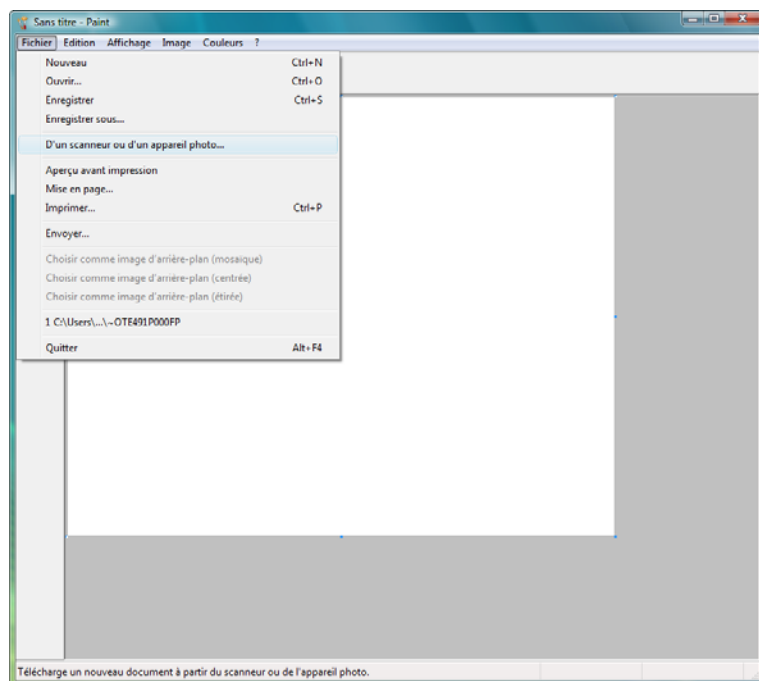 Sans titre - Paint
Fichier Edition Affichage Image Couleurs ?
Nouveau Ctrl+N
Ouvrir... Ctrl+O
Enregistrer Ctrl+S
Enregistrer sous...
D'un scanneur ou d'un appareil photo...
Aperçu avant impression
Mise en page...
Imprimer... Ctrl+P
Envoyer...
Choisir comme image d'arrière-plan (mosaïque)
Choisir comme image d'arrière-plan (centrée)
Choisir comme image d'arrière-plan (étirée)
1 C:\Users\...\~OTE491P000FP
Quitter Alt+F4
Télécharge un nouveau document à partir du scanneur ou de l'appareil photo.